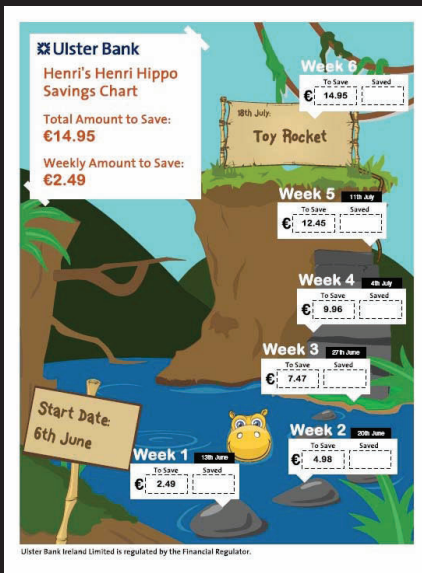 Ulster Bank
Henri's Henri Hippo
Savings Chart
Total Amount to Save:
€14.95
Weekly Amount to Save:
€2.49
Week 6
To Save
€ 14.95
18th July:
Toy Rocket
Week 5
11th July
To Save Saved
€ 12.45
Week 4
4th July
To Save Saved
€ 9.96
Week 3
27th June
To Save Saved
€ 7.47
Start Date:
6th June
Week 2
20th June
To Save Saved
€ 4.98
Week 1
13th June
To Save Saved
€ 2.49
Ulster Bank Ireland Limited is regulated by the Financial Regulator.